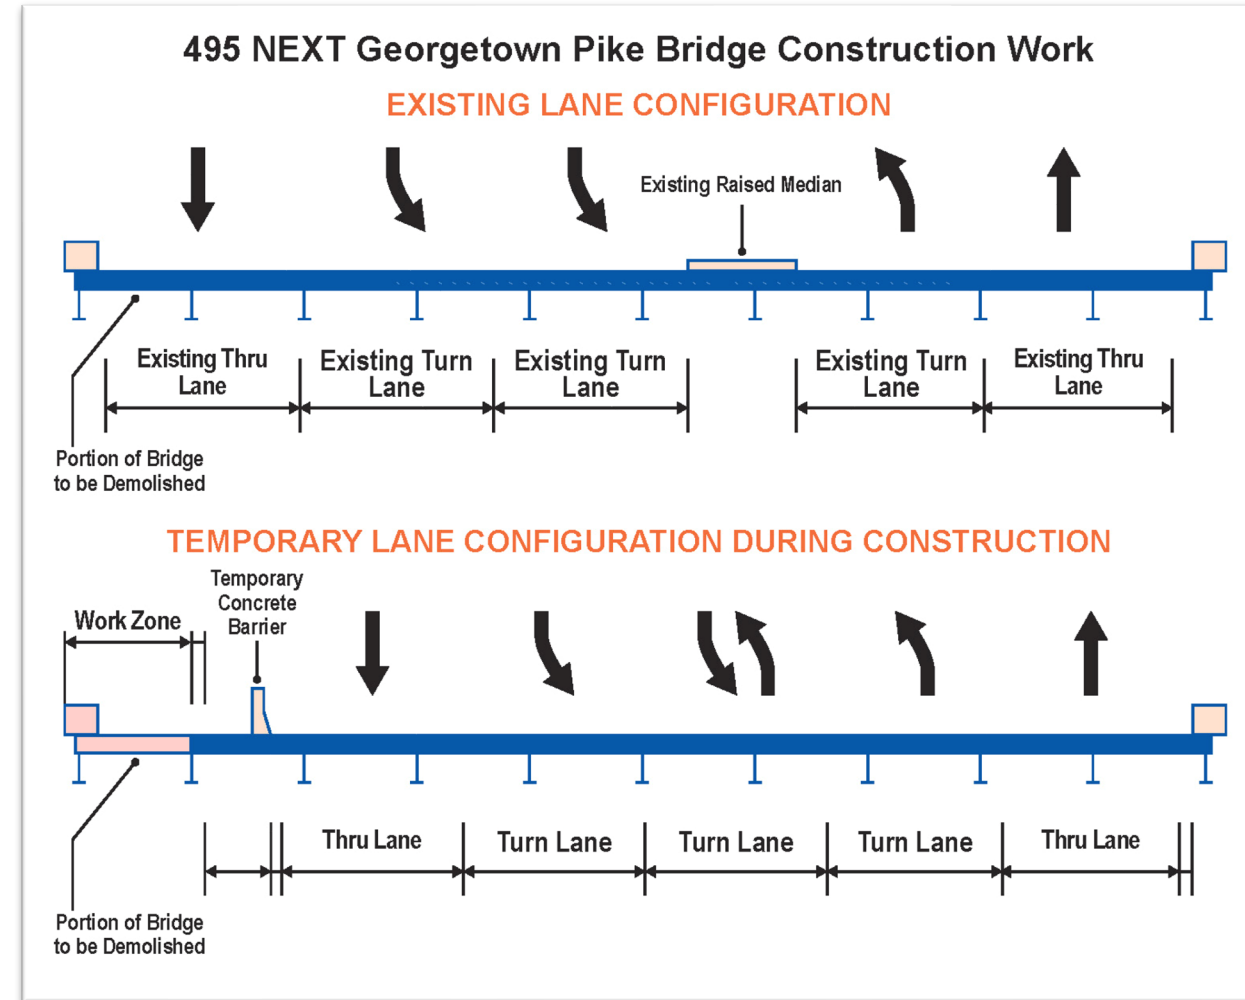 495 NEXT Georgetown Pike Bridge Construction Work
EXISTING LANE CONFIGURATION
Existing Raised Median
Existing Thru
Lane
Existing Turn
Lane
Existing Turn
Lane
Existing Turn
Lane
Existing Thru
Lane
Portion of Bridge
to be Demolished
TEMPORARY LANE CONFIGURATION DURING CONSTRUCTION
Work Zone
Temporary
Concrete
Barrier
Thru Lane
Turn Lane
Turn Lane
Turn Lane
Thru Lane
Portion of Bridge
to be Demolished